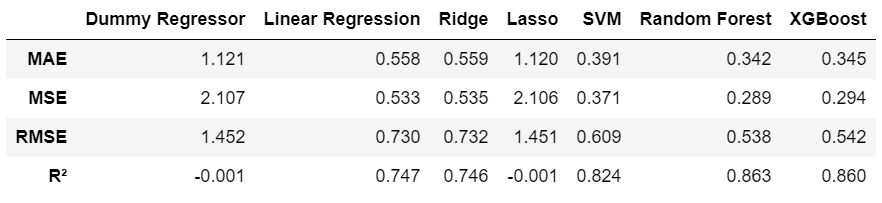 Dummy Regressor Linear Regression Ridge Lasso SVM Random Forest XGBoost
MAE 1.121 0.558 0.559 1.120 0.391 0.342 0.345
MSE 2.107 0.533 0.535 2.106 0.371 0.289 0.294
RMSE 1.452 0.730 0.732 1.451 0.609 0.538 0.542
R² -0.001 0.747 0.746 -0.001 0.824 0.863 0.860